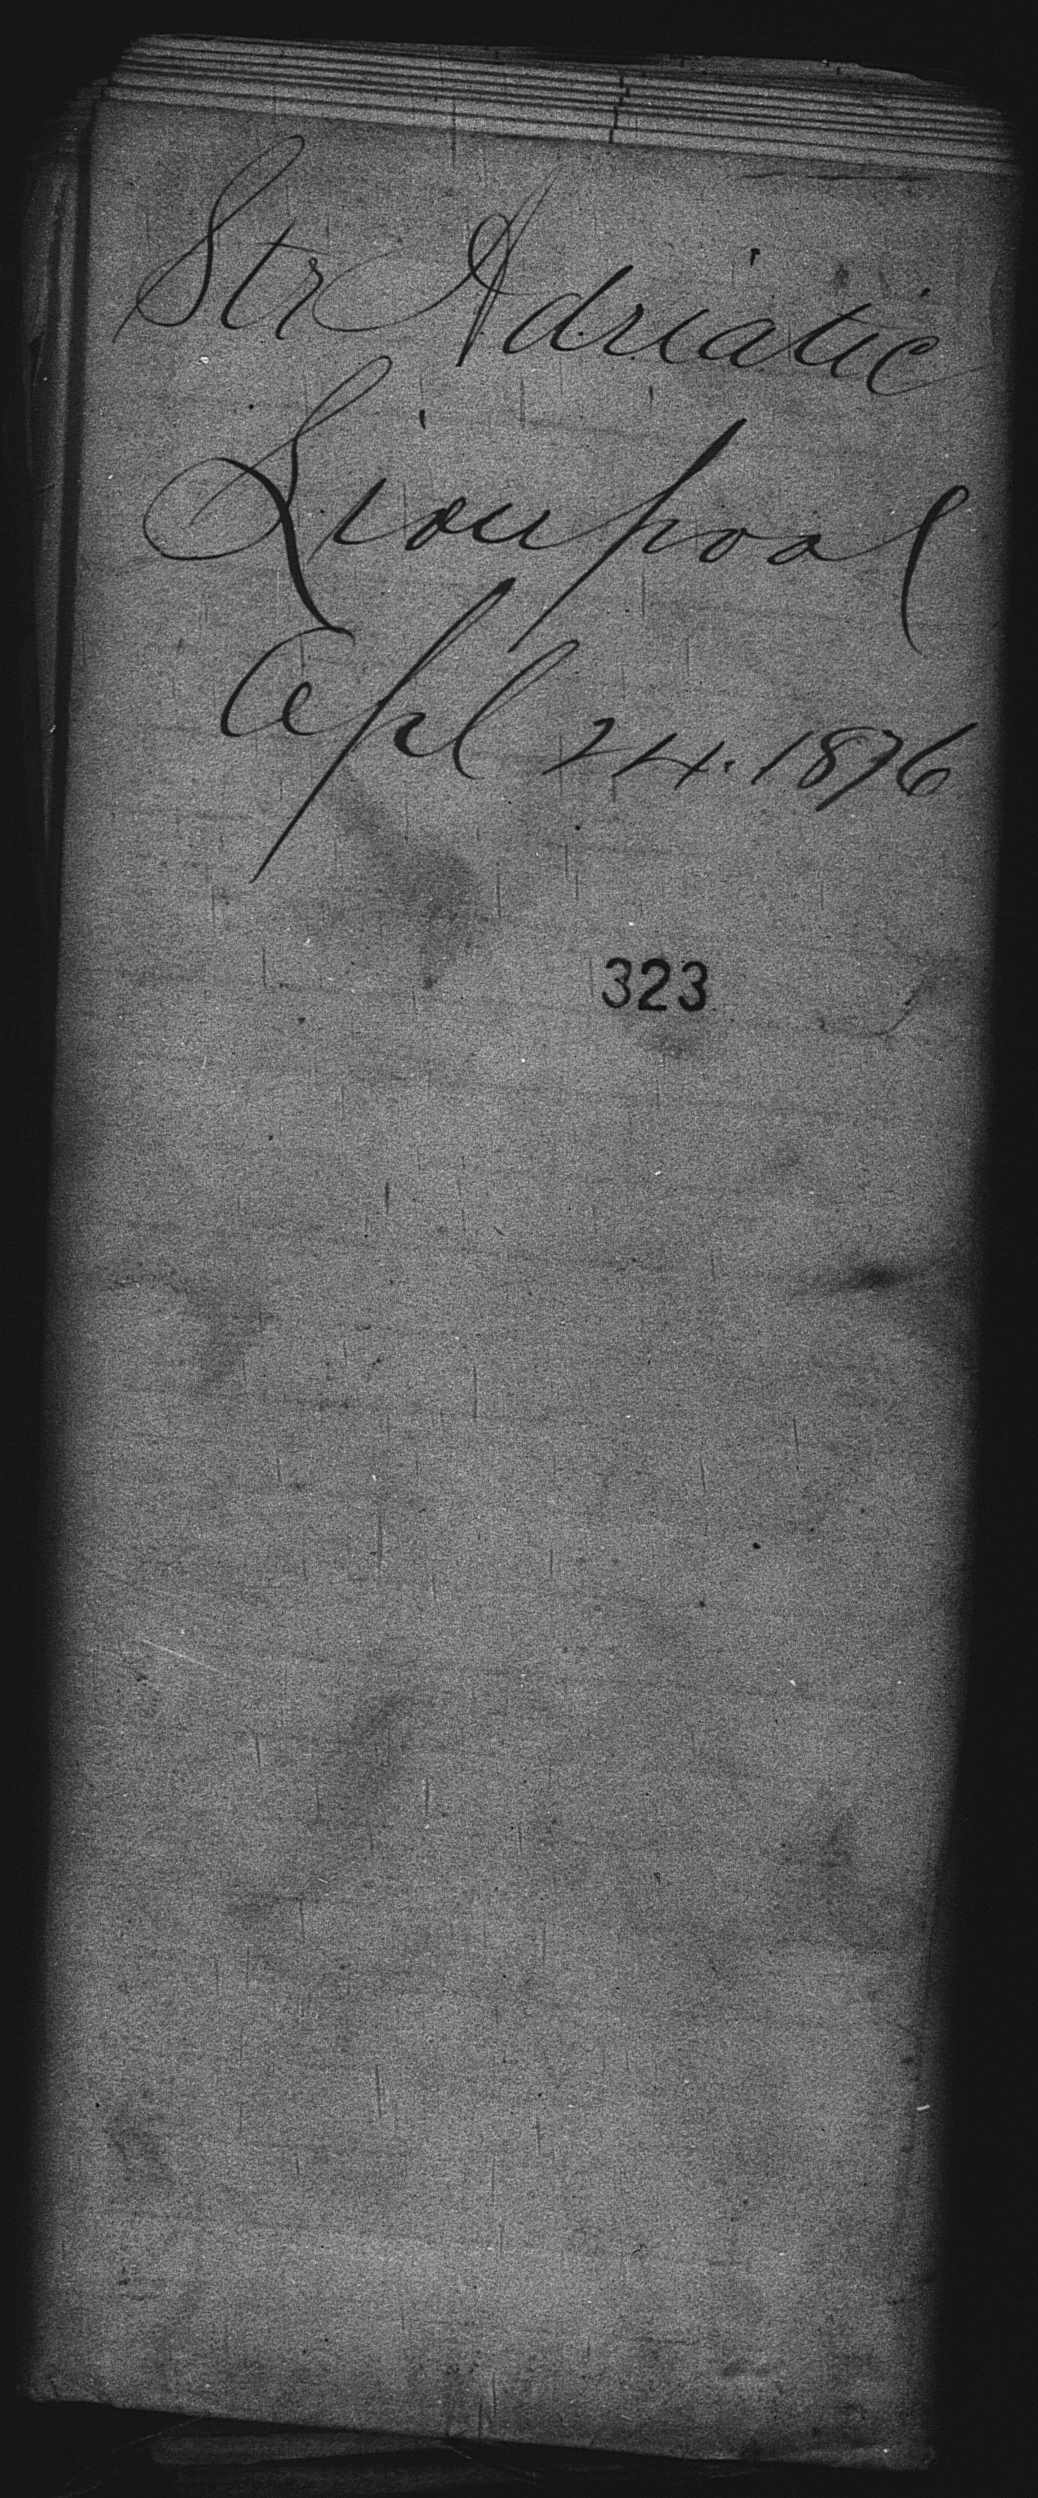 Str Adriatic
Liverpool
Apl 24. 1876
323